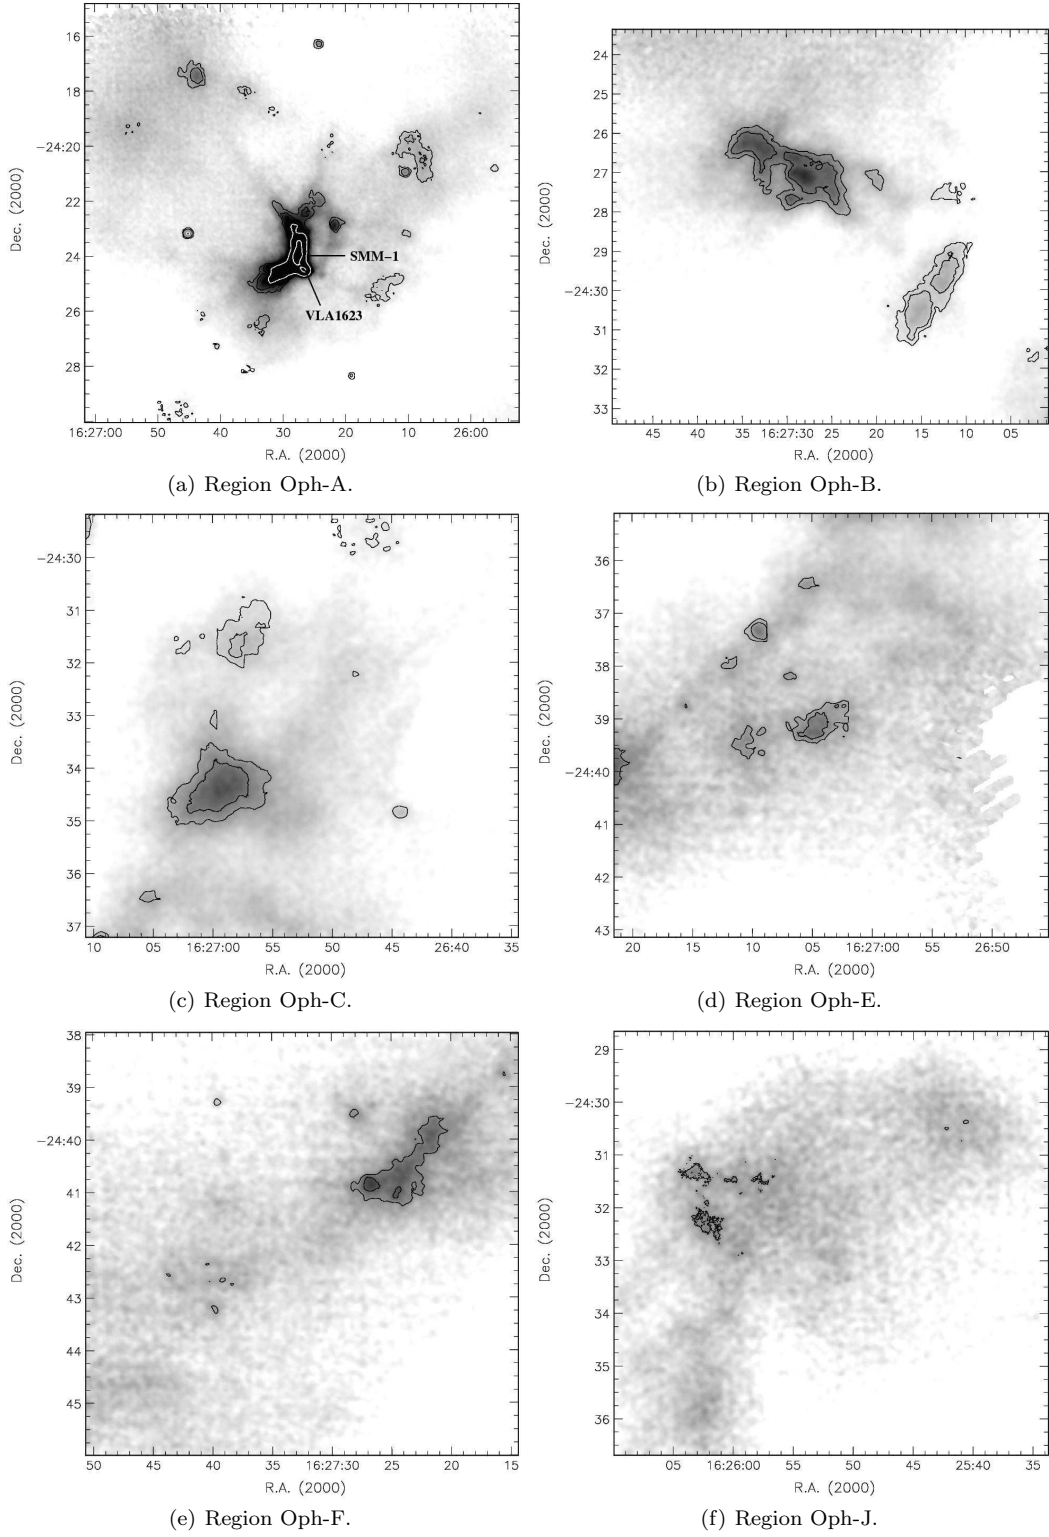 16
18
−24:20
22
24
26
28
Dec. (2000)
SMM−1
VLA1623
16:27:00 50 40 30 20 10 26:00
R.A. (2000)
(a) Region Oph-A.
24
25
26
27
28
29
−24:30
31
32
33
Dec. (2000)
45 40 35 16:27:30 25 20 15 10 05
R.A. (2000)
(b) Region Oph-B.
−24:30
31
32
33
34
35
36
37
Dec. (2000)
10 05 16:27:00 55 50 45 26:40 35
R.A. (2000)
(c) Region Oph-C.
36
37
38
39
−24:40
41
42
43
Dec. (2000)
20 15 10 05 16:27:00 55 26:50
R.A. (2000)
(d) Region Oph-E.
38
39
−24:40
41
42
43
44
45
Dec. (2000)
50 45 40 35 16:27:30 25 20 15
R.A. (2000)
(e) Region Oph-F.
29
−24:30
31
32
33
34
35
36
Dec. (2000)
05 16:26:00 55 50 45 25:40 35
R.A. (2000)
(f) Region Oph-J.